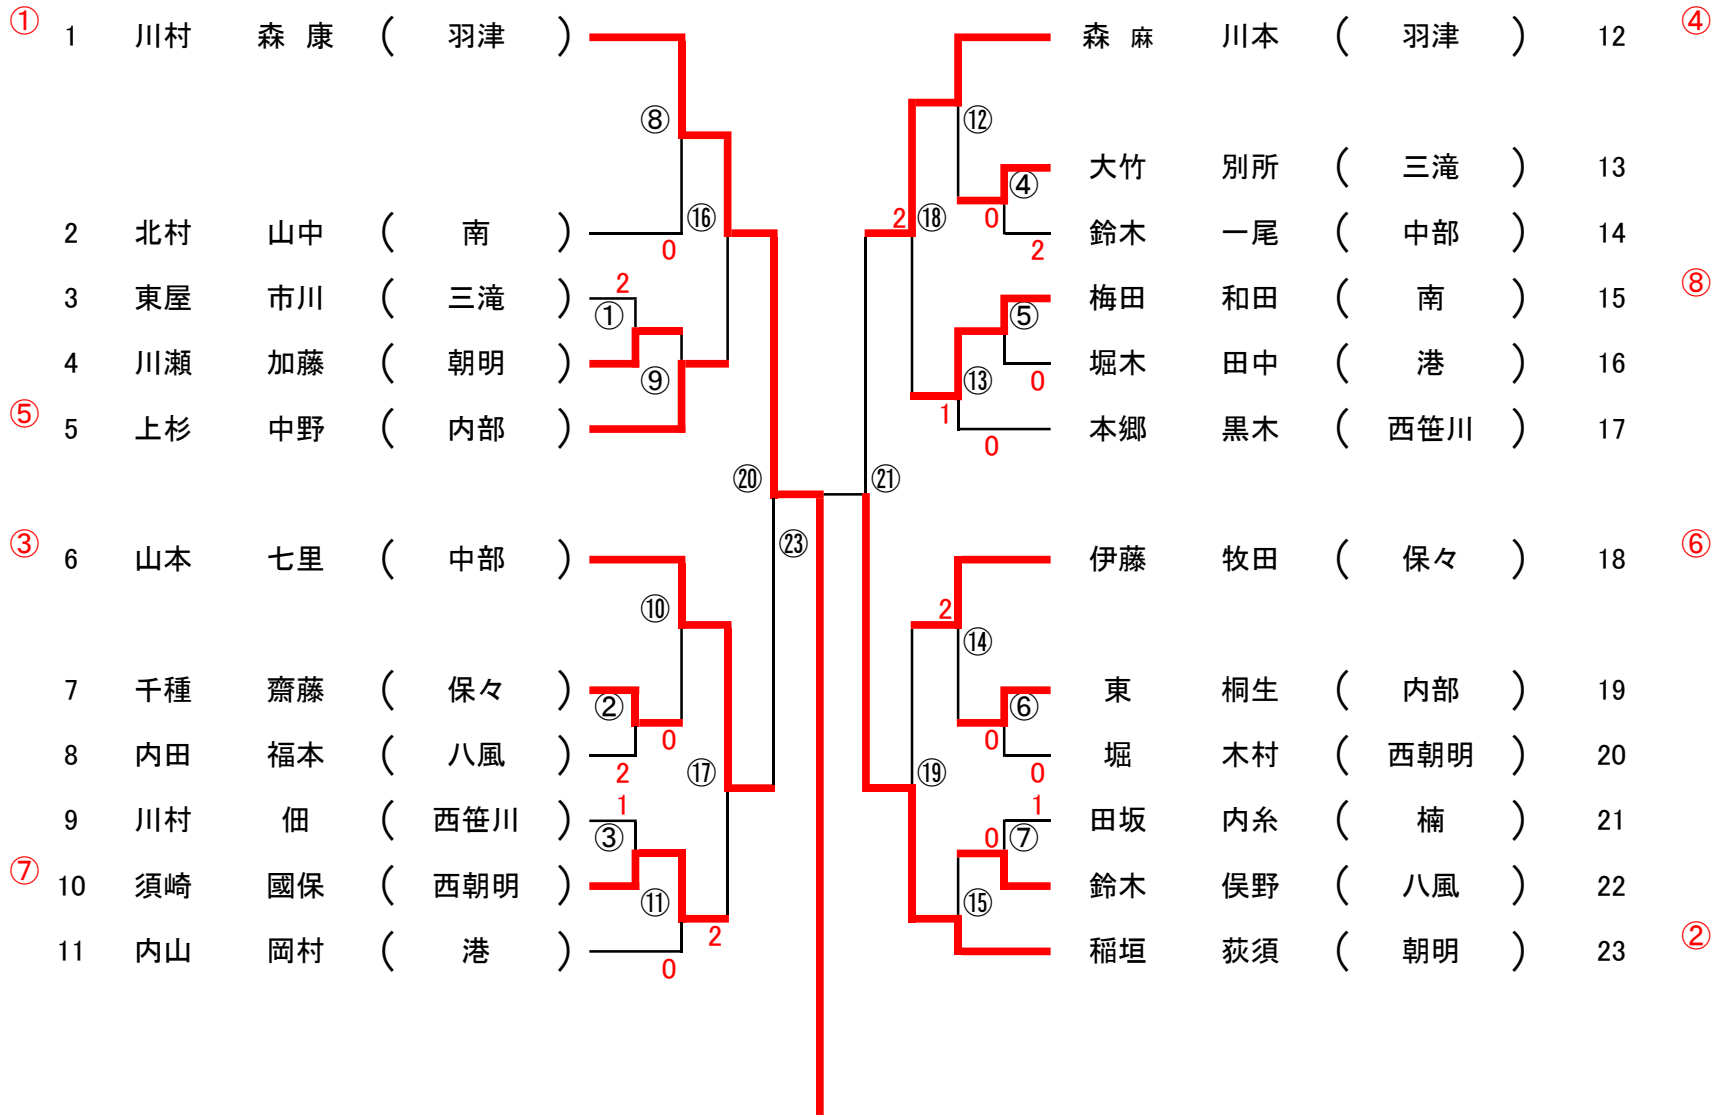 ① 1 川村 森 康 ( 羽津 ) 森 麻 川本 ( 羽津 ) 12 ④
⑧ ⑫
大竹 別所 ( 三滝 ) 13
④
2 北村 山中 ( 南 ) 0 ⑯ 2 ⑱ 0 鈴木 一尾 ( 中部 ) 14
2
3 東屋 市川 ( 三滝 ) 2 梅田 和田 ( 南 ) 15 ⑧
① ⑤
4 川瀬 加藤 ( 朝明 ) 堀木 田中 ( 港 ) 16
⑨ ⑬ 0
⑤ 5 上杉 中野 ( 内部 ) 1 本郷 黒木 ( 西笹川 ) 17
0
⑳ ㉑
③ 6 山本 七里 ( 中部 ) ㉓ 伊藤 牧田 ( 保々 ) 18 ⑥
⑩ 2
⑭
7 千種 齋藤 ( 保々 ) 東 桐生 ( 内部 ) 19
② ⑥
8 内田 福本 ( 八風 ) 0 0 堀 木村 ( 西朝明 ) 20
2 ⑰ ⑲ 0
9 川村 佃 ( 西笹川 ) 1 1 田坂 内糸 ( 楠 ) 21
③ 0 ⑦
⑦ 10 須崎 國保 ( 西朝明 ) 鈴木 俣野 ( 八風 ) 22
⑪ ⑮
11 内山 岡村 ( 港 ) 0 2 稲垣 荻須 ( 朝明 ) 23 ②